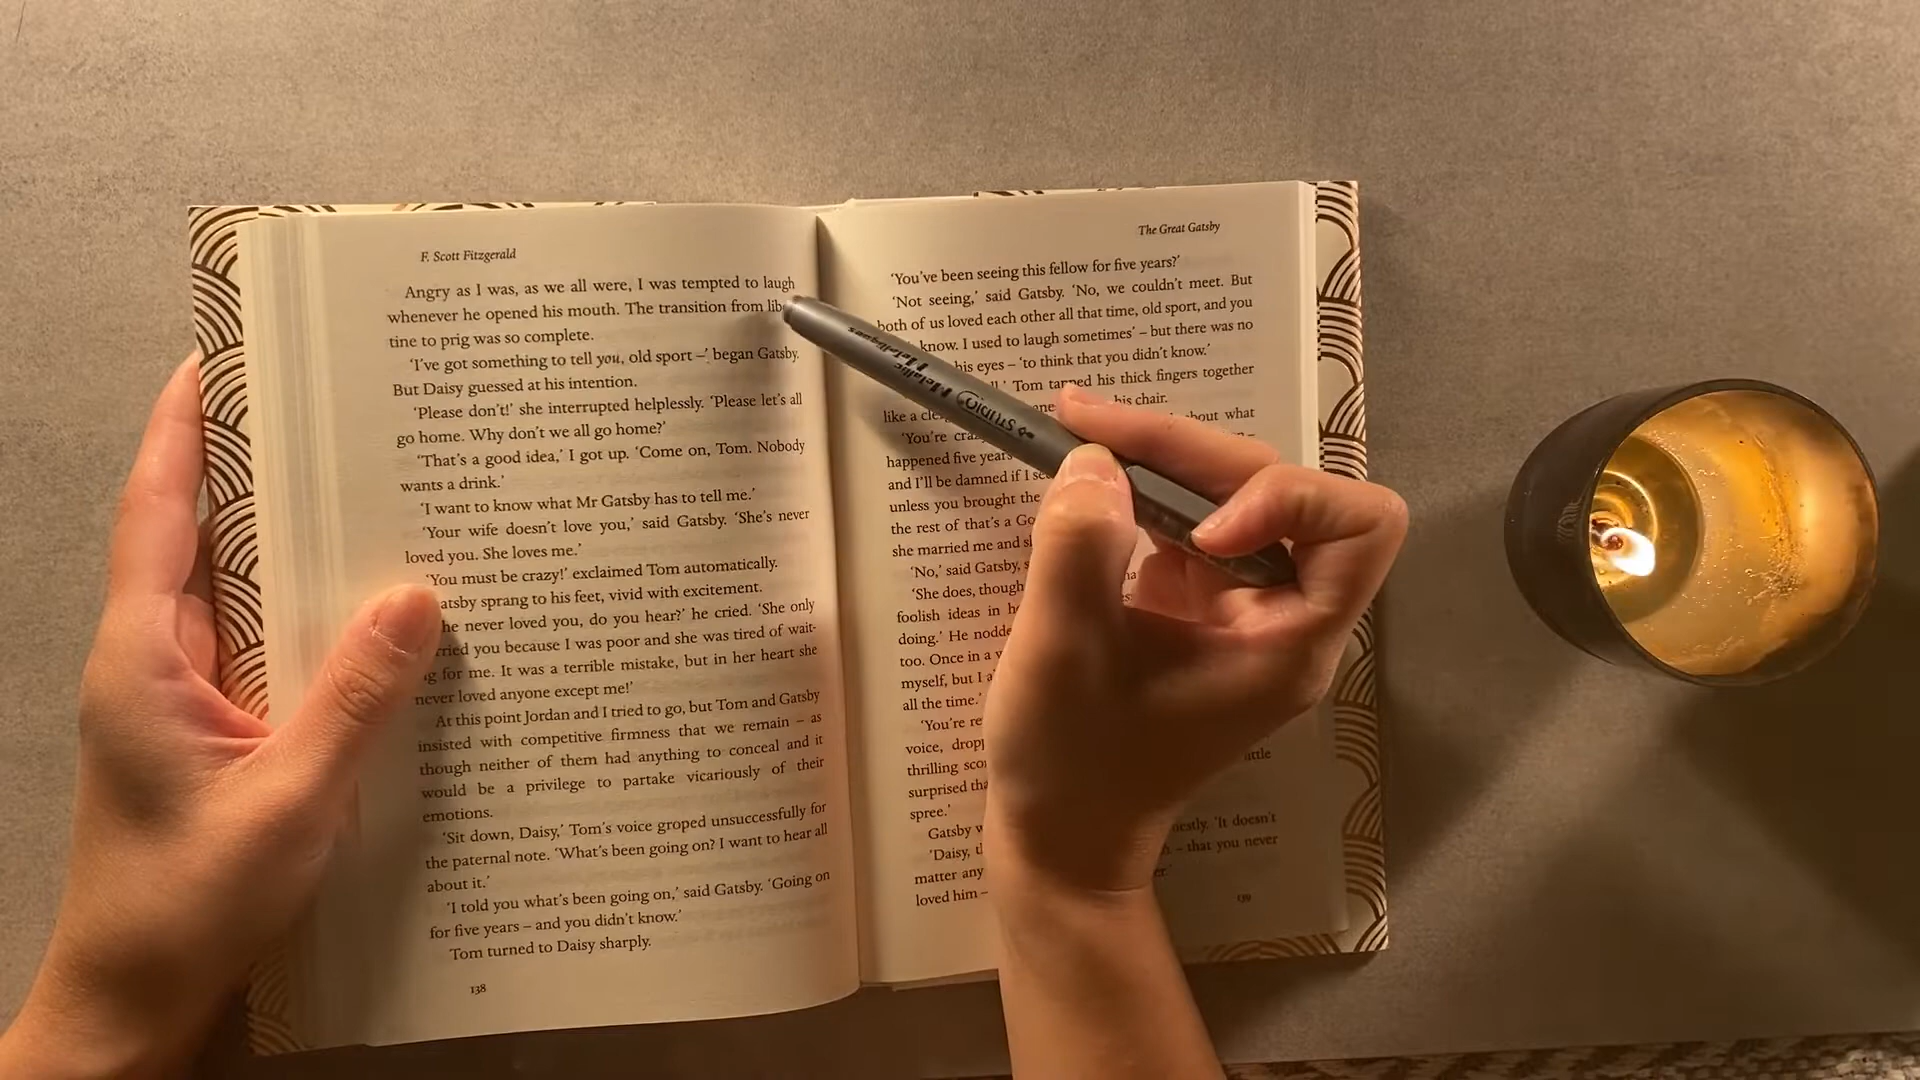 F. Scott Fitzgerald
Angry as I was, as we all were, I was tempted to laugh
whenever he opened his mouth. The transition from lib
tine to prig was so complete.
‘I’ve got something to tell you, old sport –’ began Gatsby.
But Daisy guessed at his intention.
‘Please don’t!’ she interrupted helplessly. ‘Please let’s all
go home. Why don’t we all go home?’
‘That’s a good idea,’ I got up. ‘Come on, Tom. Nobody
wants a drink.’
‘I want to know what Mr Gatsby has to tell me.’
‘Your wife doesn’t love you,’ said Gatsby. ‘She’s never
loved you. She loves me.’
‘You must be crazy!’ exclaimed Tom automatically.
atsby sprang to his feet, vivid with excitement.
he never loved you, do you hear?’ he cried. ‘She only
rried you because I was poor and she was tired of wait-
g for me. It was a terrible mistake, but in her heart she
never loved anyone except me!’
At this point Jordan and I tried to go, but Tom and Gatsby
insisted with competitive firmness that we remain – as
though neither of them had anything to conceal and it
would be a privilege to partake vicariously of their
emotions.
‘Sit down, Daisy,’ Tom’s voice groped unsuccessfully for
the paternal note. ‘What’s been going on? I want to hear all
about it.’
‘I told you what’s been going on,’ said Gatsby. ‘Going on
for five years – and you didn’t know.’
Tom turned to Daisy sharply.
138
The Great Gatsby
‘You’ve been seeing this fellow for five years?’
‘Not seeing,’ said Gatsby. ‘No, we couldn’t meet. But
both of us loved each other all that time, old sport, and you
know. I used to laugh sometimes’ – but there was no
his eyes – ‘to think that you didn’t know.’
Tom tapped his thick fingers together
like a his chair.
‘You’re about what
happened five years
and I’ll be damned if I
unless you brought the
the rest of that’s a
she married me and
‘No,’ said Gatsby,
‘She does, though
foolish ideas in
doing.’ He
too. Once in a
myself, but I
all the time.’
‘You’re
voice,
thrilling
surprised
spree.’
Gatsby
‘Daisy, ‘It doesn’t
matter any – that you never
loved him –
139
STUDIO
Metallic
Metalliques